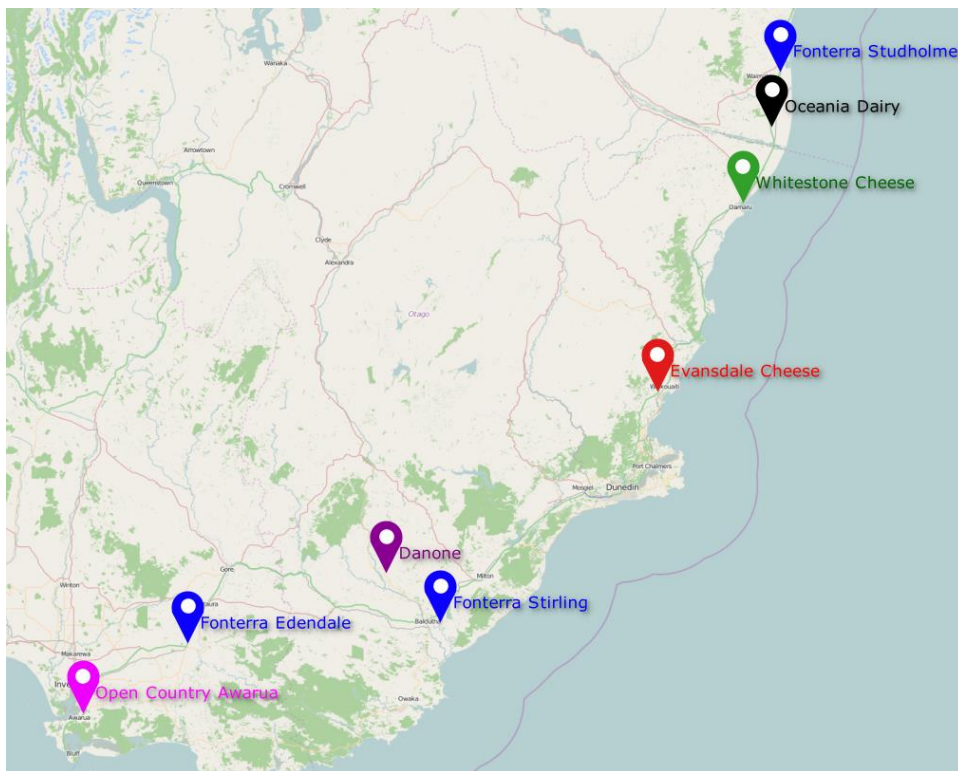 Fonterra Studholme
Wanaka
Oceania Dairy
Arrowtown
Queenstown
Cromwell
Whitestone Cheese
Oamaru
Clyde
Alexandra
Otago
Evansdale Cheese
Port Chalmers
Mosgiel
Dunedin
Danone
Gore
Milton
Winton
Fonterra Stirling
Fonterra Edendale
Balclutha
Makarewa
Open Country Awarua
Owaka
Awarua
Bluff